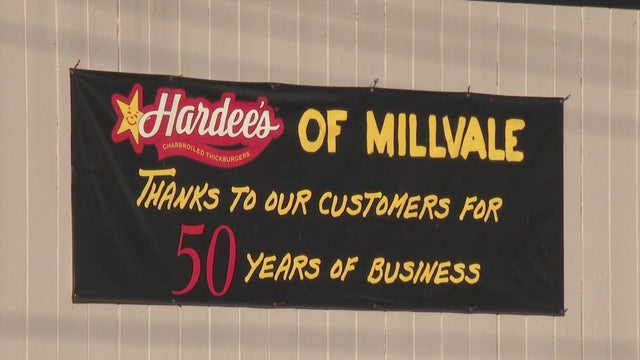 Hardee's OF MILLVALE
CHARBROILED THICKBURGERS
THANKS TO OUR CUSTOMERS FOR
50 YEARS OF BUSINESS